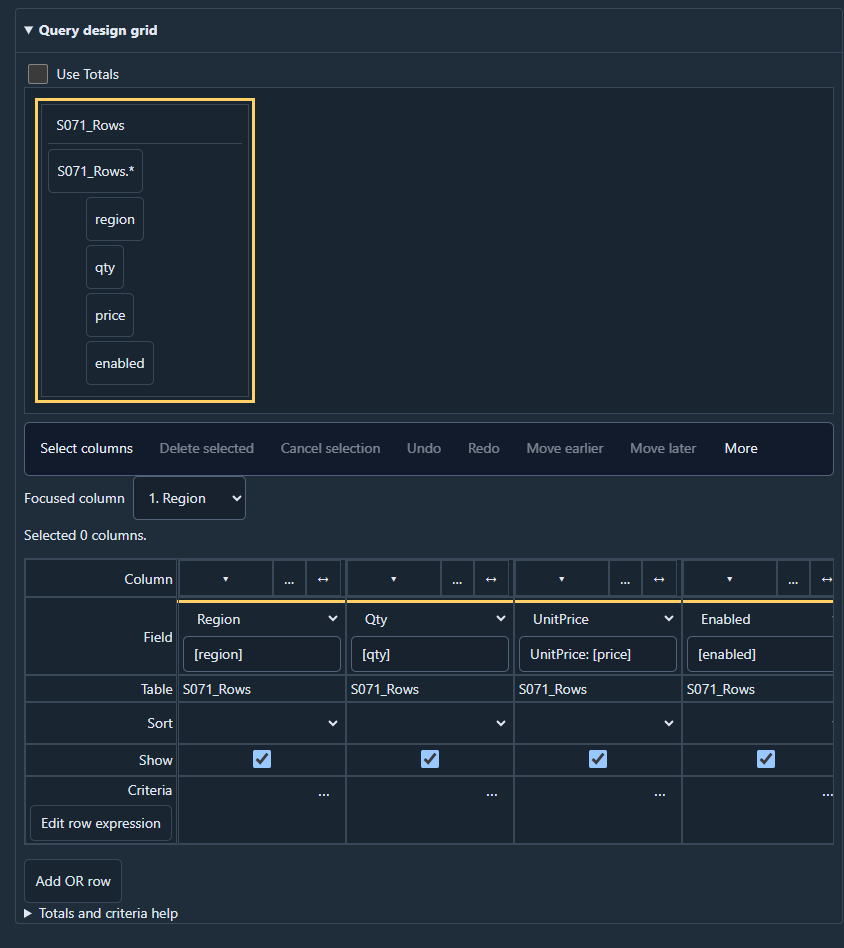 ▼ Query design grid
Use Totals
S071_Rows
S071_Rows.*
region
qty
price
enabled
Select columns Delete selected Cancel selection Undo Redo Move earlier Move later More
Focused column 1. Region
Selected 0 columns.
Column ▾ ... ↔ ▾ ... ↔ ▾ ... ↔ ▾ ... ↔
Field Region Qty UnitPrice Enabled
[region] [qty] UnitPrice: [price] [enabled]
Table S071_Rows S071_Rows S071_Rows S071_Rows
Sort
Show
Criteria ... ... ... ...
Edit row expression
Add OR row
▶ Totals and criteria help